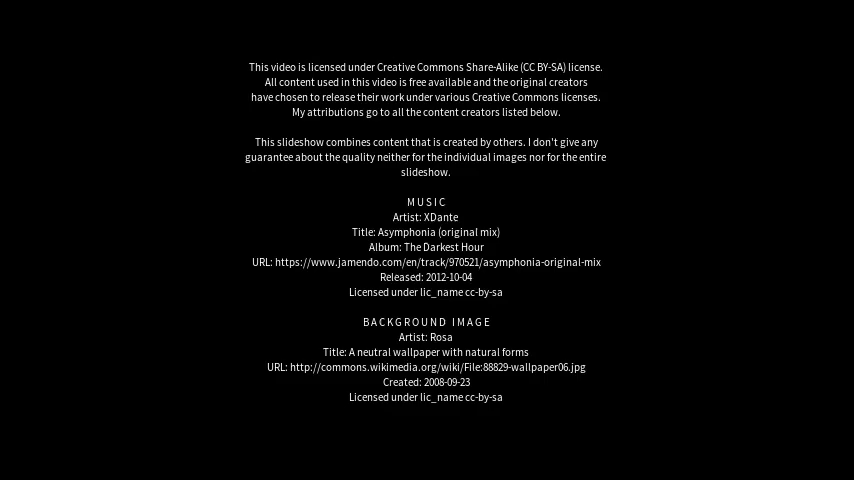 This video is licensed under Creative Commons Share-Alike (CC BY-SA) license.
All content used in this video is free available and the original creators
have chosen to release their work under various Creative Commons licenses.
My attributions go to all the content creators listed below.
This slideshow combines content that is created by others. I don't give any
guarantee about the quality neither for the individual images nor for the entire
slideshow.
MUSIC
Artist: XDante
Title: Asymphonia (original mix)
Album: The Darkest Hour
URL: https://www.jamendo.com/en/track/970521/asymphonia-original-mix
Released: 2012-10-04
Licensed under lic_name cc-by-sa
BACKGROUND IMAGE
Artist: Rosa
Title: A neutral wallpaper with natural forms
URL: http://commons.wikimedia.org/wiki/File:88829-wallpaper06.jpg
Created: 2008-09-23
Licensed under lic_name cc-by-sa